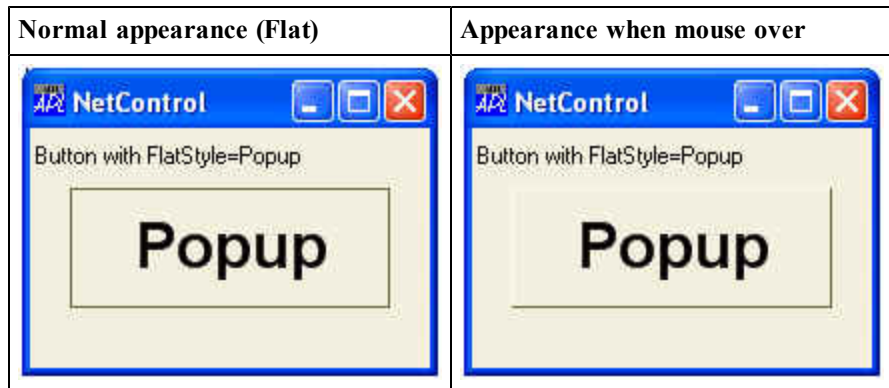 Normal appearance (Flat)
Appearance when mouse over
NetControl
Button with FlatStyle=Popup
Popup
NetControl
Button with FlatStyle=Popup
Popup